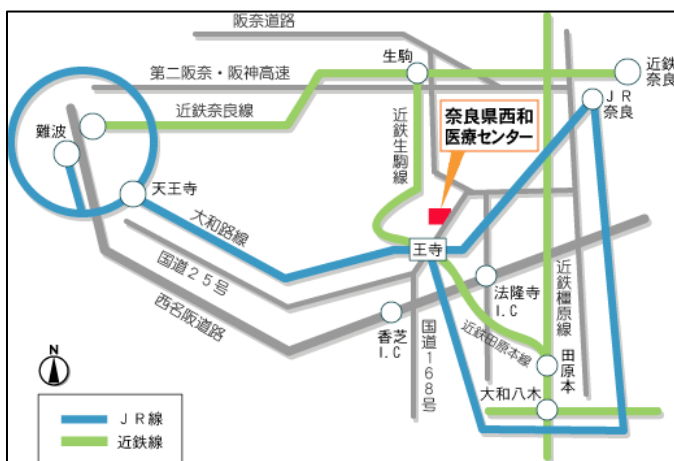 阪奈道路
生駒
近鉄
奈良
第二阪奈・阪神高速
JR
奈良
近鉄奈良線
奈良県西和
医療センター
難波
近鉄生駒線
天王寺
大和路線
王寺
国道25号
法隆寺
I.C
近鉄橿原線
西名阪道路
香芝
I.C
国道168号
近鉄田原本線
田原本
大和八木
N
JR線
近鉄線